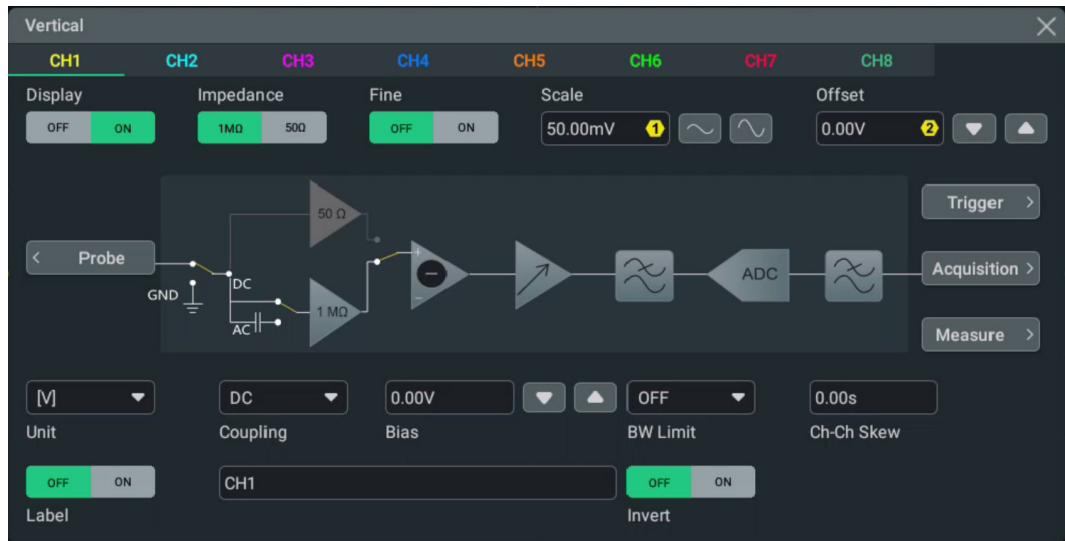 Vertical
CH1 CH2 CH3 CH4 CH5 CH6 CH7 CH8
Display Impedance Fine Scale Offset
OFF ON 1MΩ 50Ω OFF ON 50.00mV 1 0.00V 2
50 Ω
Trigger >
< Probe
GND
DC
AC
1 MΩ
+
−
ADC
Acquisition >
Measure >
[V] DC 0.00V OFF 0.00s
Unit Coupling Bias BW Limit Ch-Ch Skew
OFF ON CH1 OFF ON
Label Invert